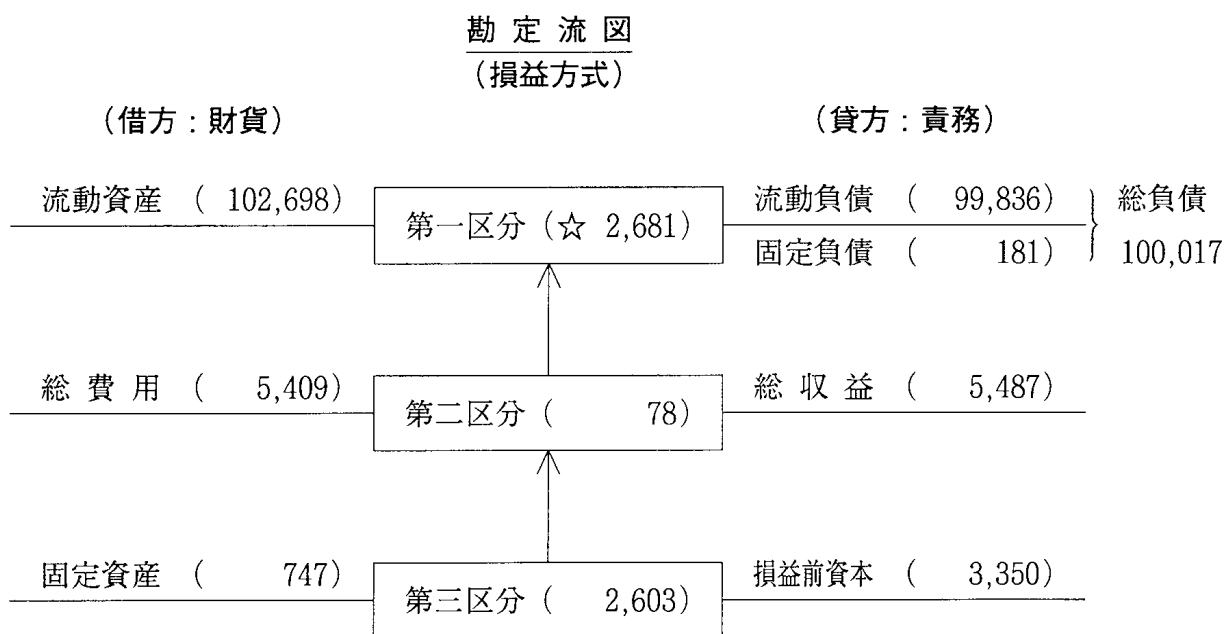 勘定流図
(損益方式)
(借方:財貨) (貸方:責務)
流動資産 ( 102,698) 第一区分(☆ 2,681) 流動負債 ( 99,836) 総負債
固定負債 ( 181) 100,017
総費用 ( 5,409) 第二区分( 78) 総収益 ( 5,487)
固定資産 ( 747) 第三区分( 2,603) 損益前資本 ( 3,350)